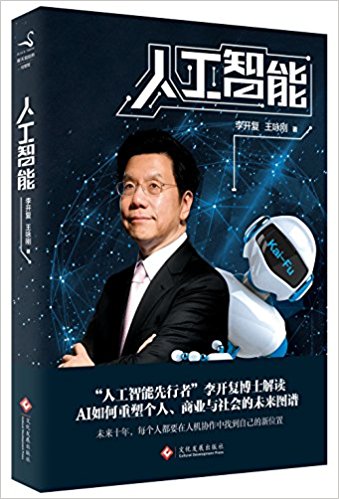 人工智能
李开复 王咏刚 著
人工智能
李开复 王咏刚 著
Kai-Fu
“人工智能先行者”李开复博士解读
AI如何重塑个人、商业与社会的未来图谱
未来十年，每个人都要在人机协作中找到自己的新位置
文化发展出版社
Cultural Development Press